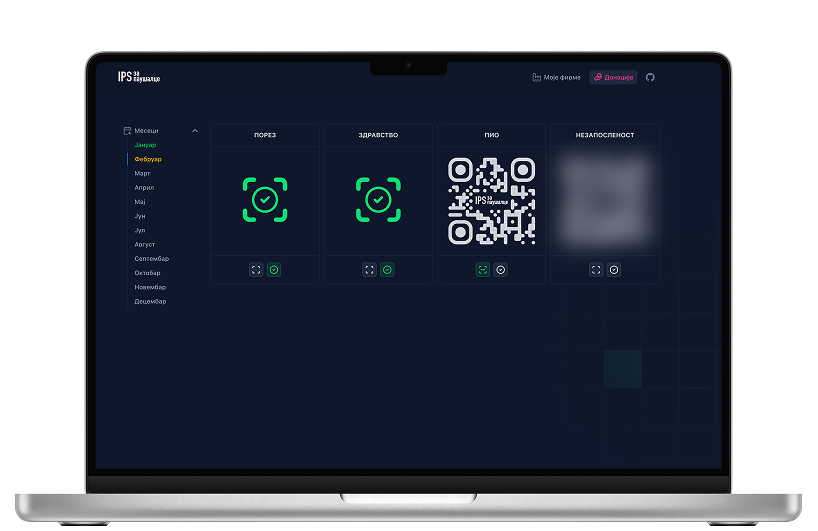 IPS за паушалце
Моје фирме
Донације
Месеци
Јануар
Фебруар
Март
Април
Мај
Јун
Јул
Август
Септембар
Октобар
Новембар
Децембар
ПОРЕЗ
ЗДРАВСТВО
ПИО
НЕЗАПОСЛЕНОСТ
IPS за паушалце